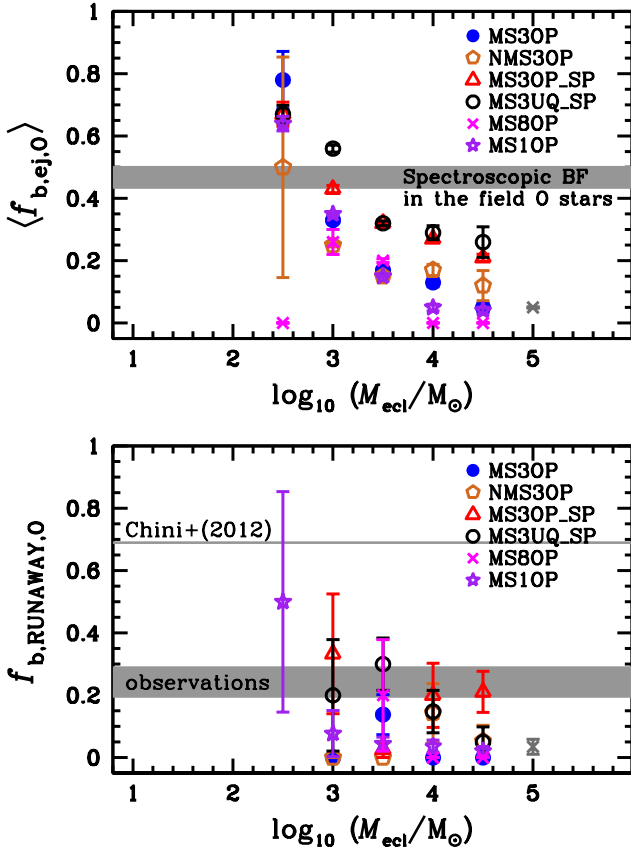 1
0.8
0.6
0.4
0.2
0
⟨f_b,ej,O⟩
MS3OP
NMS3OP
MS3OP_SP
MS3UQ_SP
MS8OP
MS1OP
Spectroscopic BF
in the field O stars
1 2 3 4 5
log₁₀ (M_ecl/M_⊙)
1
0.8
0.6
0.4
0.2
0
f_b,RUNAWAY,O
MS3OP
NMS3OP
MS3OP_SP
MS3UQ_SP
MS8OP
MS1OP
Chini+(2012)
observations
1 2 3 4 5
log₁₀ (M_ecl/M_⊙)